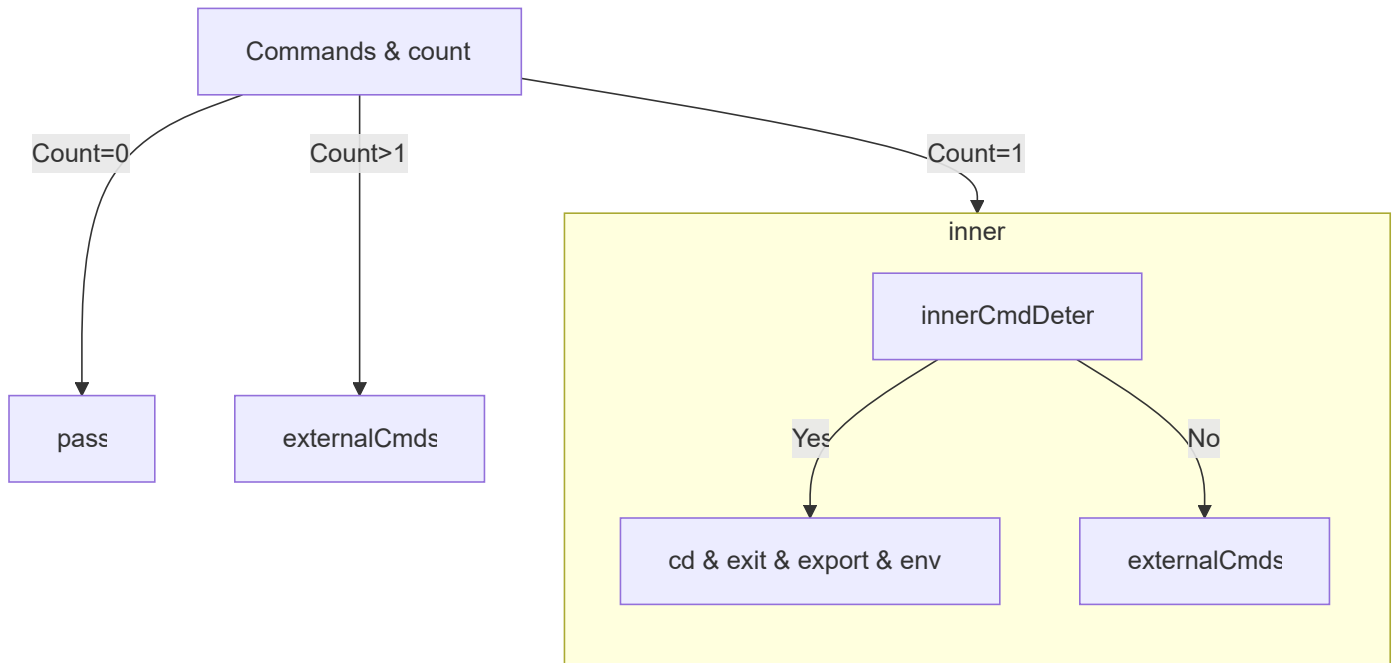 Commands & count
Count=0
Count>1
Count=1
inner
innerCmdDeter
pass
externalCmds
Yes
No
cd & exit & export & env
externalCmds